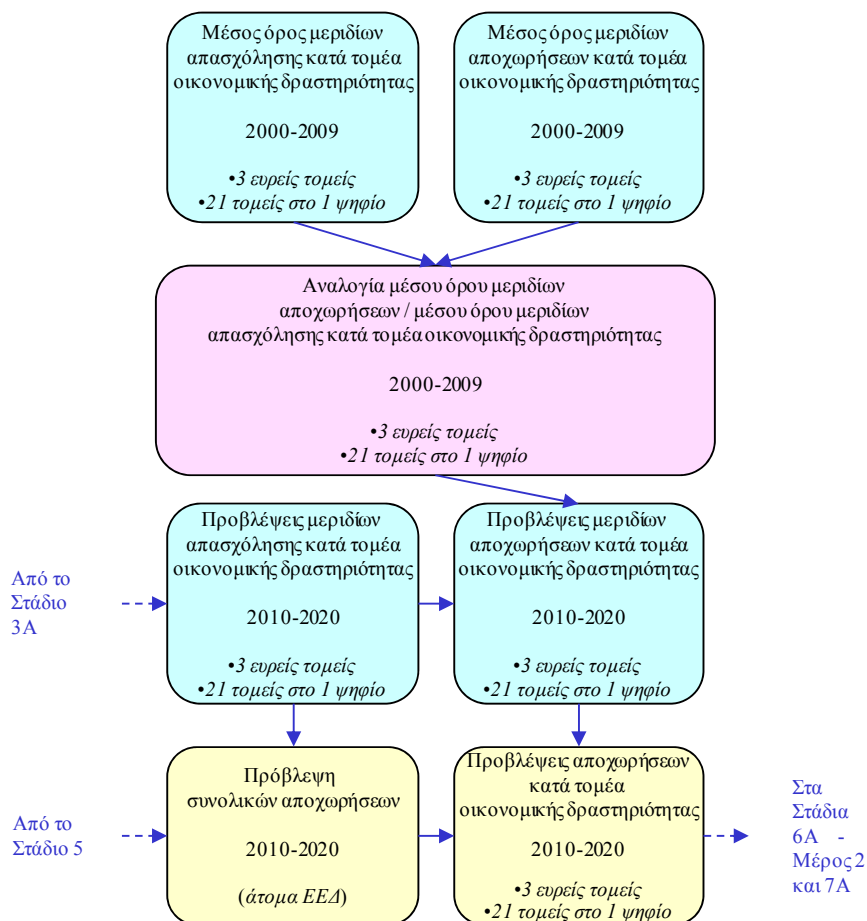 Μέσος όρος μεριδίων
απασχόλησης κατά τομέα
οικονομικής δραστηριότητας
2000-2009
•3 ευρείς τομείς
•21 τομείς στο 1 ψηφίο
Μέσος όρος μεριδίων
αποχωρήσεων κατά τομέα
οικονομικής δραστηριότητας
2000-2009
•3 ευρείς τομείς
•21 τομείς στο 1 ψηφίο
Αναλογία μέσου όρου μεριδίων
αποχωρήσεων / μέσου όρου μεριδίων
απασχόλησης κατά τομέα οικονομικής δραστηριότητας
2000-2009
•3 ευρείς τομείς
•21 τομείς στο 1 ψηφίο
Από το
Στάδιο
3Α
Προβλέψεις μεριδίων
απασχόλησης κατά τομέα
οικονομικής δραστηριότητας
2010-2020
•3 ευρείς τομείς
•21 τομείς στο 1 ψηφίο
Προβλέψεις μεριδίων
αποχωρήσεων κατά τομέα
οικονομικής δραστηριότητας
2010-2020
•3 ευρείς τομείς
•21 τομείς στο 1 ψηφίο
Από το
Στάδιο 5
Πρόβλεψη
συνολικών αποχωρήσεων
2010-2020
(άτομα ΕΕΔ)
Προβλέψεις αποχωρήσεων
κατά τομέα
οικονομικής δραστηριότητας
2010-2020
•3 ευρείς τομείς
•21 τομείς στο 1 ψηφίο
Στα
Στάδια
6Α -
Μέρος 2
και 7Α